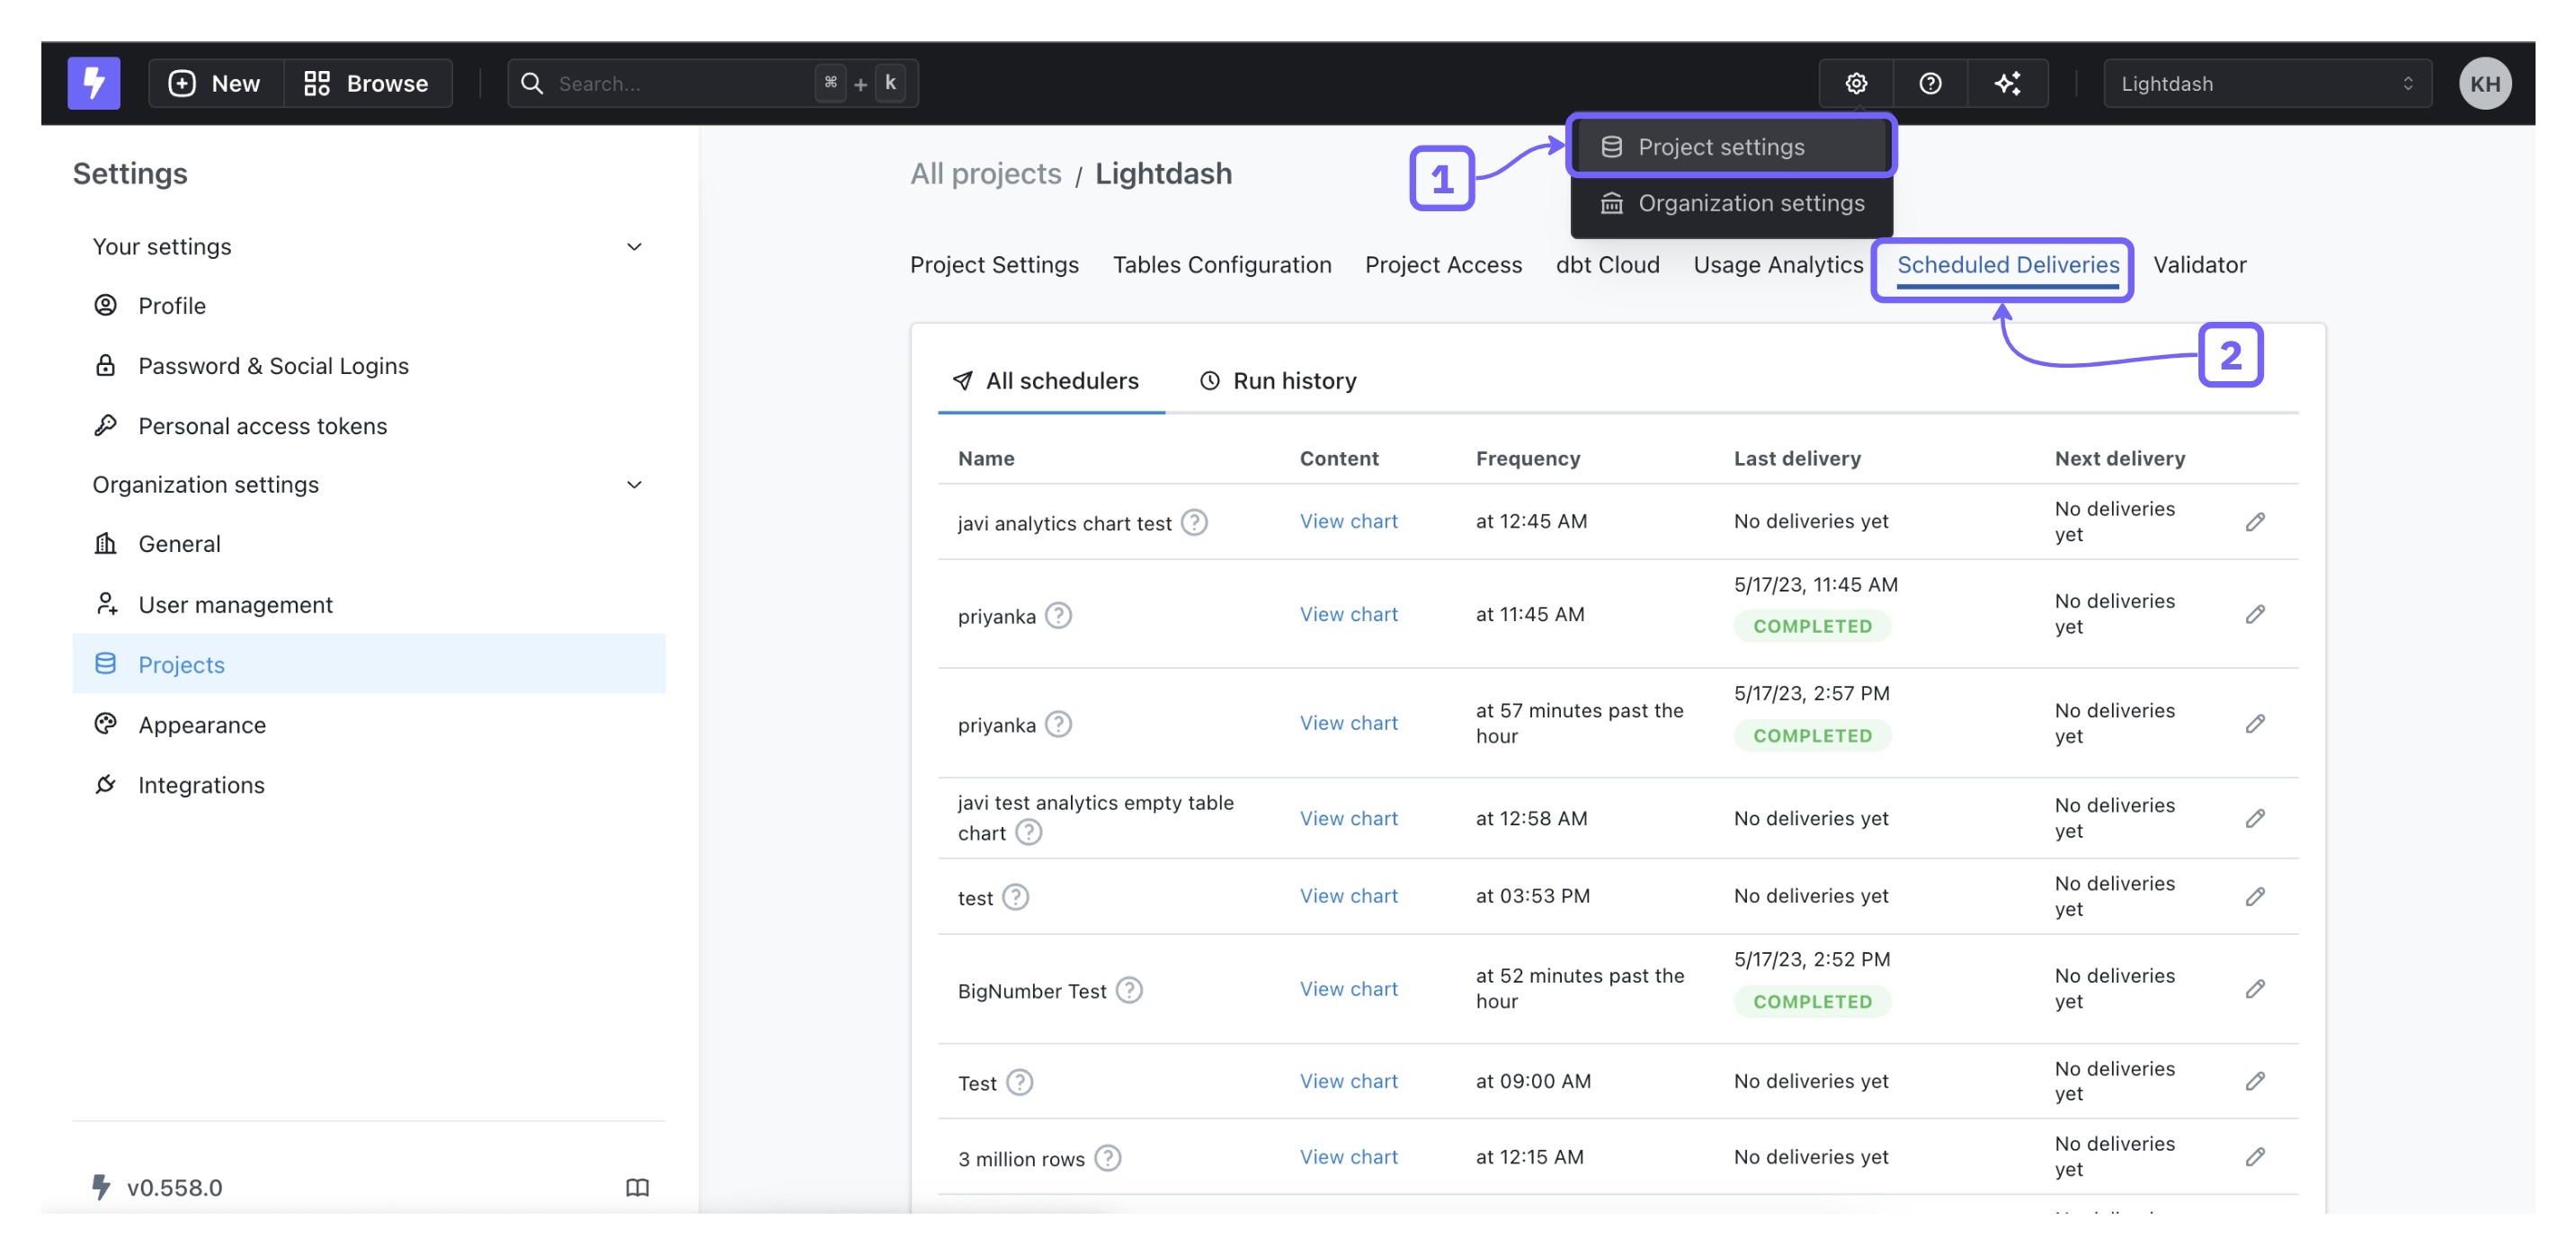 New
Browse
Search...
⌘ + k
Lightdash
KH
Project settings
Organization settings
1
Settings
Your settings
Profile
Password & Social Logins
Personal access tokens
Organization settings
General
User management
Projects
Appearance
Integrations
v0.558.0
All projects / Lightdash
Project Settings
Tables Configuration
Project Access
dbt Cloud
Usage Analytics
Scheduled Deliveries
Validator
2
All schedulers
Run history
Name
Content
Frequency
Last delivery
Next delivery
javi analytics chart test
View chart
at 12:45 AM
No deliveries yet
No deliveries
yet
priyanka
View chart
at 11:45 AM
5/17/23, 11:45 AM
COMPLETED
No deliveries
yet
priyanka
View chart
at 57 minutes past the
hour
5/17/23, 2:57 PM
COMPLETED
No deliveries
yet
javi test analytics empty table
chart
View chart
at 12:58 AM
No deliveries yet
No deliveries
yet
test
View chart
at 03:53 PM
No deliveries yet
No deliveries
yet
BigNumber Test
View chart
at 52 minutes past the
hour
5/17/23, 2:52 PM
COMPLETED
No deliveries
yet
Test
View chart
at 09:00 AM
No deliveries yet
No deliveries
yet
3 million rows
View chart
at 12:15 AM
No deliveries yet
No deliveries
yet